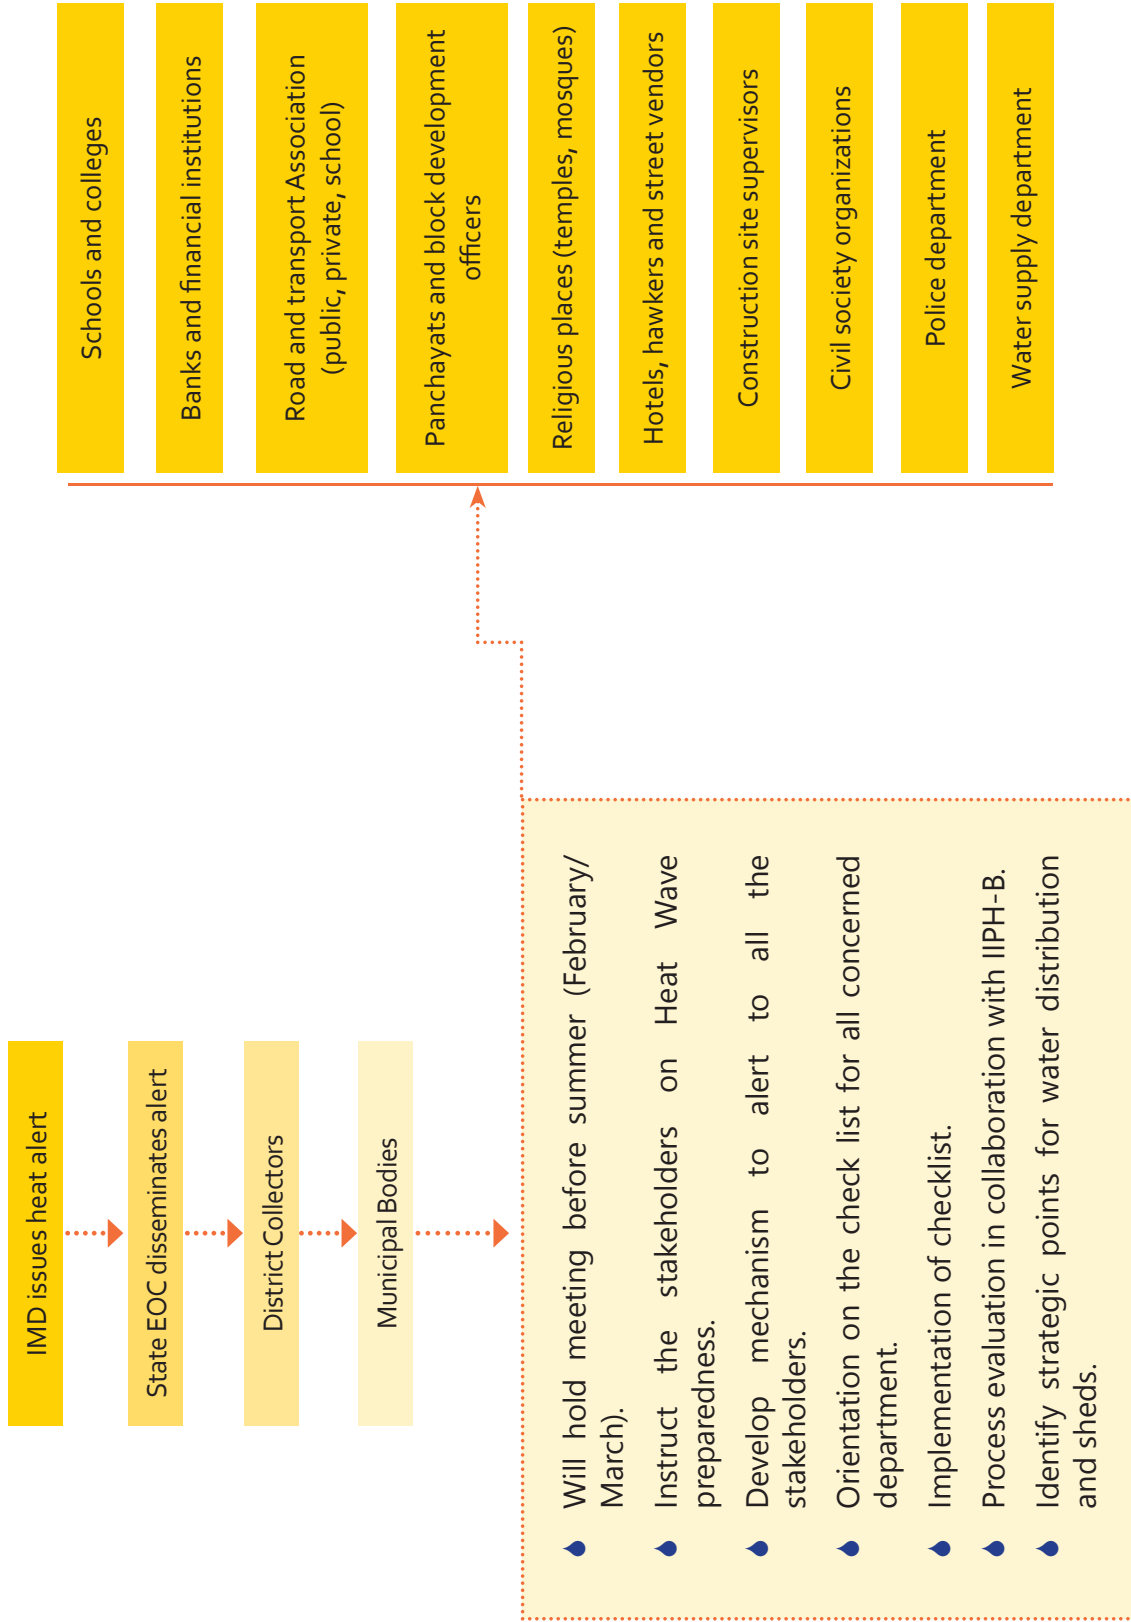 IMD issues heat alert
State EOC disseminates alert
District Collectors
Municipal Bodies
Will hold meeting before summer (February/
March).
Instruct the stakeholders on Heat Wave
preparedness.
Develop mechanism to alert to all the
stakeholders.
Orientation on the check list for all concerned
department.
Implementation of checklist.
Process evaluation in collaboration with IIPH-B.
Identify strategic points for water distribution
and sheds.
Schools and colleges
Banks and financial institutions
Road and transport Association
(public, private, school)
Panchayats and block development
officers
Religious places (temples, mosques)
Hotels, hawkers and street vendors
Construction site supervisors
Civil society organizations
Police department
Water supply department